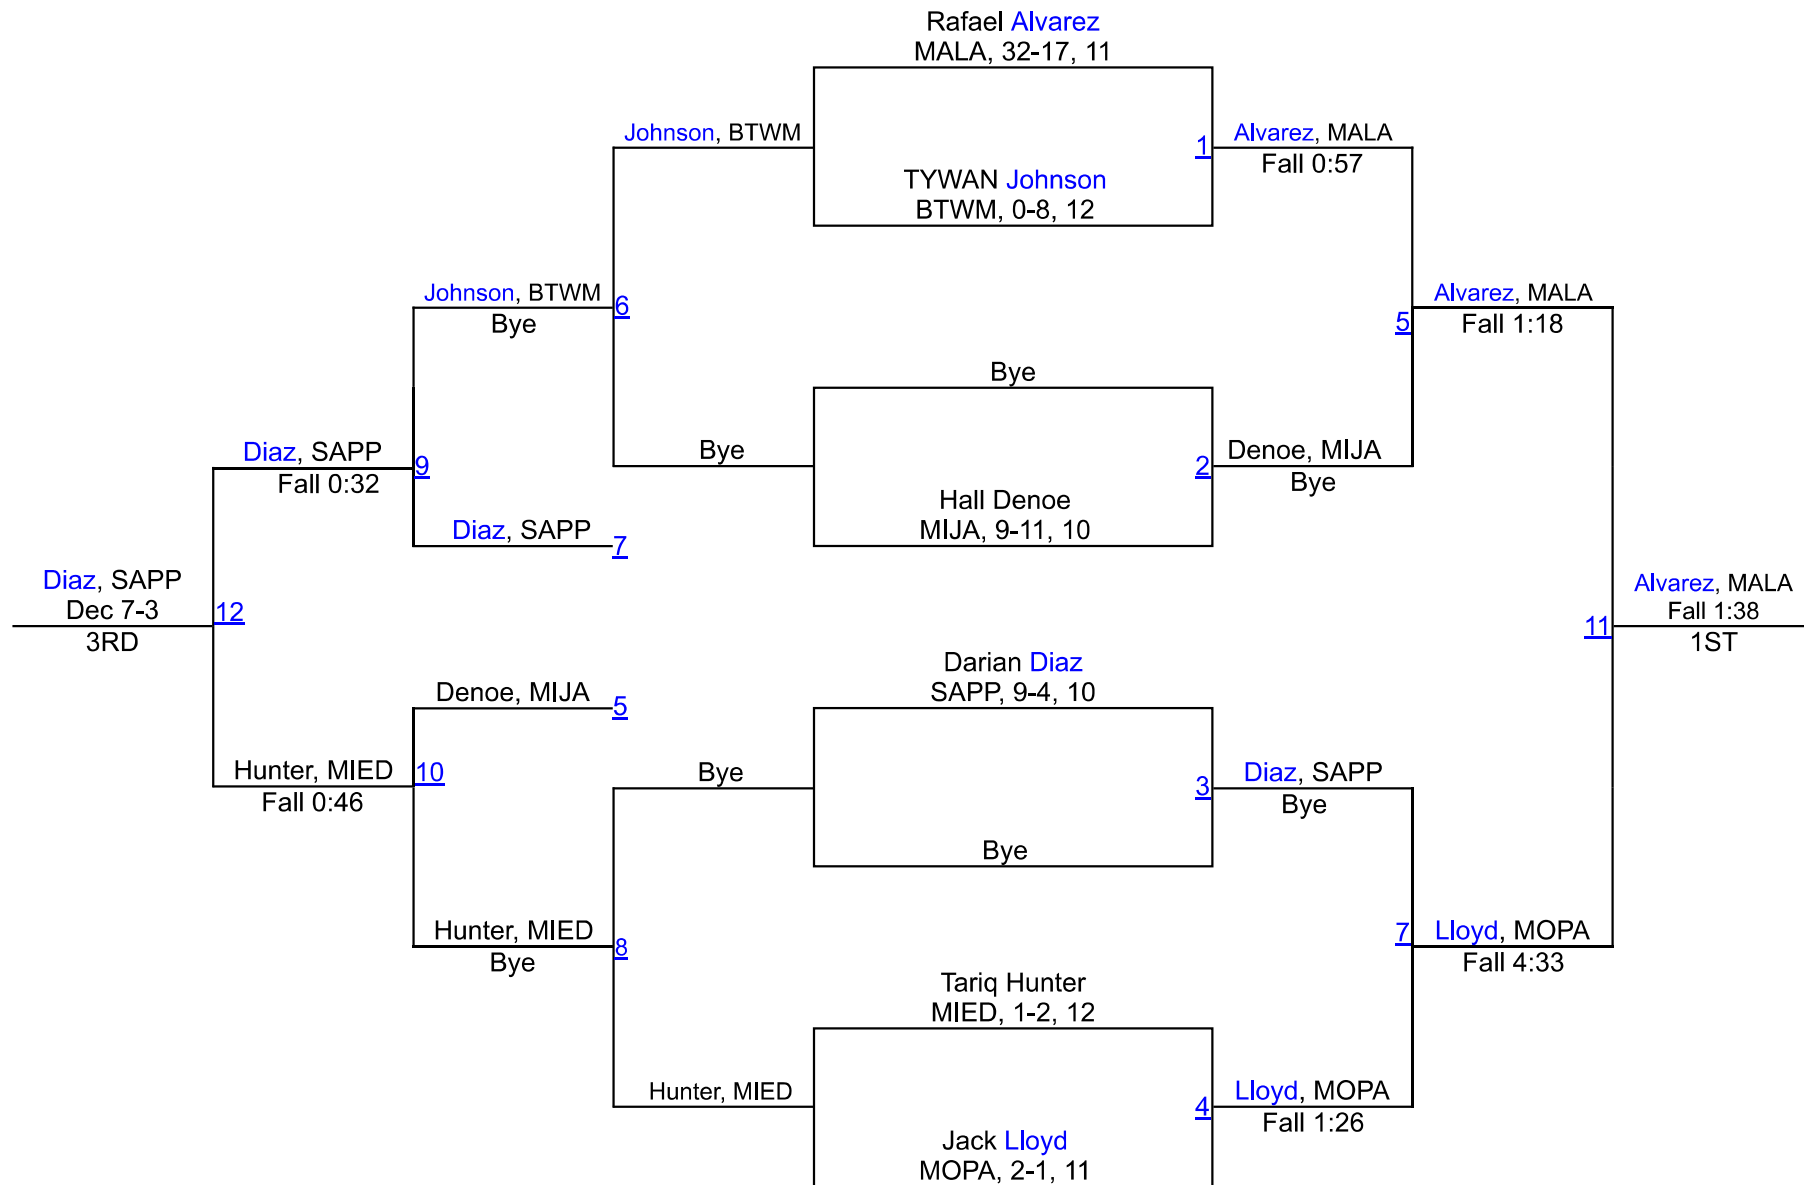 Rafael Alvarez
MALA, 32-17, 11
Johnson, BTWM
1
Alvarez, MALA
Fall 0:57
TYWAN Johnson
BTWM, 0-8, 12
Johnson, BTWM
Bye
6
Alvarez, MALA
Fall 1:18
5
Bye
Diaz, SAPP
Fall 0:32
9
Bye
2
Denoe, MIJA
Bye
Hall Denoe
MIJA, 9-11, 10
Diaz, SAPP
7
Diaz, SAPP
Dec 7-3
3RD
12
11
Alvarez, MALA
Fall 1:38
1ST
Darian Diaz
SAPP, 9-4, 10
Denoe, MIJA
5
Hunter, MIED
Fall 0:46
10
Bye
3
Diaz, SAPP
Bye
Bye
Hunter, MIED
Bye
8
7
Lloyd, MOPA
Fall 4:33
Tariq Hunter
MIED, 1-2, 12
Hunter, MIED
4
Lloyd, MOPA
Fall 1:26
Jack Lloyd
MOPA, 2-1, 11